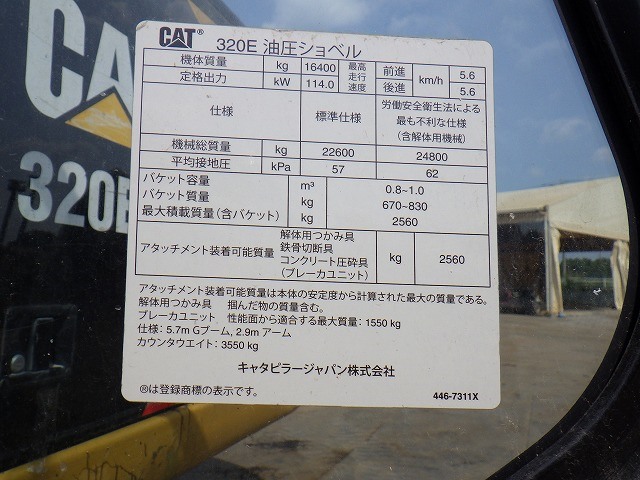 CAT
320E
CAT® 320E 油圧ショベル
機体質量 kg 16400 最高走行速度 前進 km/h 5.6
定格出力 kW 114.0 後進 5.6
仕様 標準仕様 労働安全衛生法による最も不利な仕様(含解体用機械)
機械総質量 kg 22600 24800
平均接地圧 kPa 57 62
バケット容量 m³ 0.8~1.0
バケット質量 kg 670~830
最大積載質量(含バケット) kg 2560
アタッチメント装着可能質量 解体用つかみ具 鉄骨切断具 コンクリート圧砕具 (ブレーカユニット) kg 2560
アタッチメント装着可能質量は本体の安定度から計算された最大の質量である。
解体用つかみ具 掴んだ物の質量含む。
ブレーカユニット 性能面から適合する最大質量:1550 kg
仕様:5.7m Gブーム, 2.9m アーム
カウンタウエイト:3550 kg
キャタピラージャパン株式会社
®は登録商標の表示です。
446-7311X